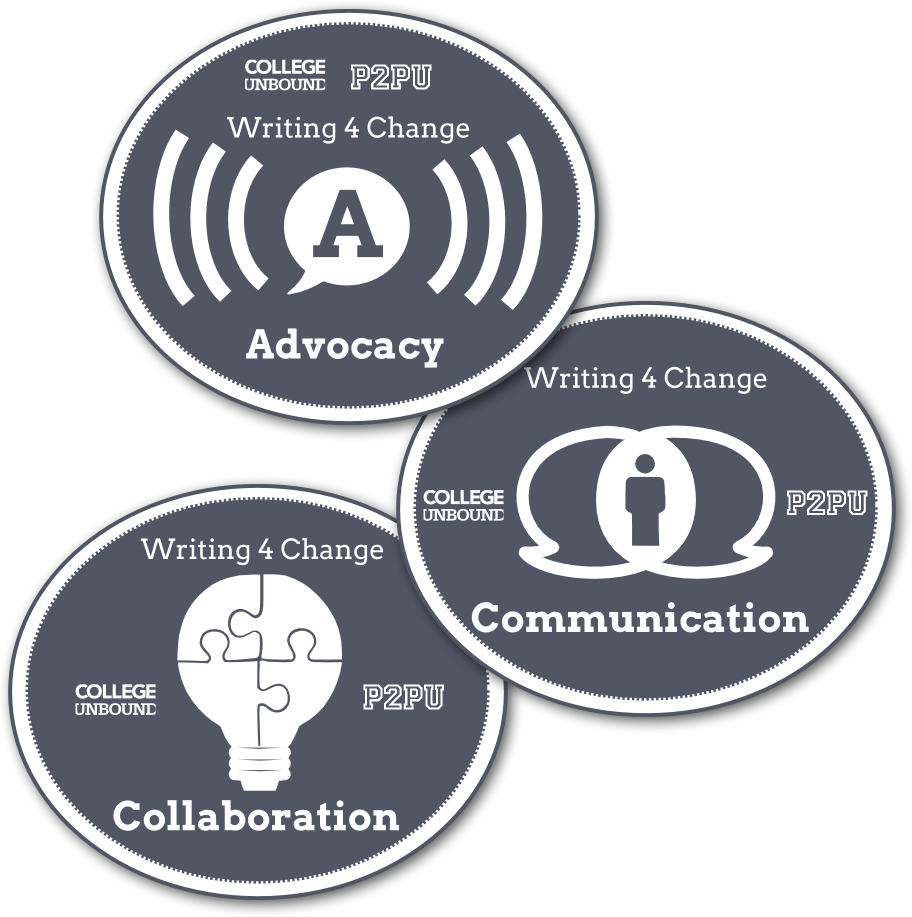 COLLEGE
UNBOUND
P2PU
Writing 4 Change
A
Advocacy
Writing 4 Change
COLLEGE
UNBOUND
P2PU
Communication
Writing 4 Change
COLLEGE
UNBOUND
P2PU
Collaboration